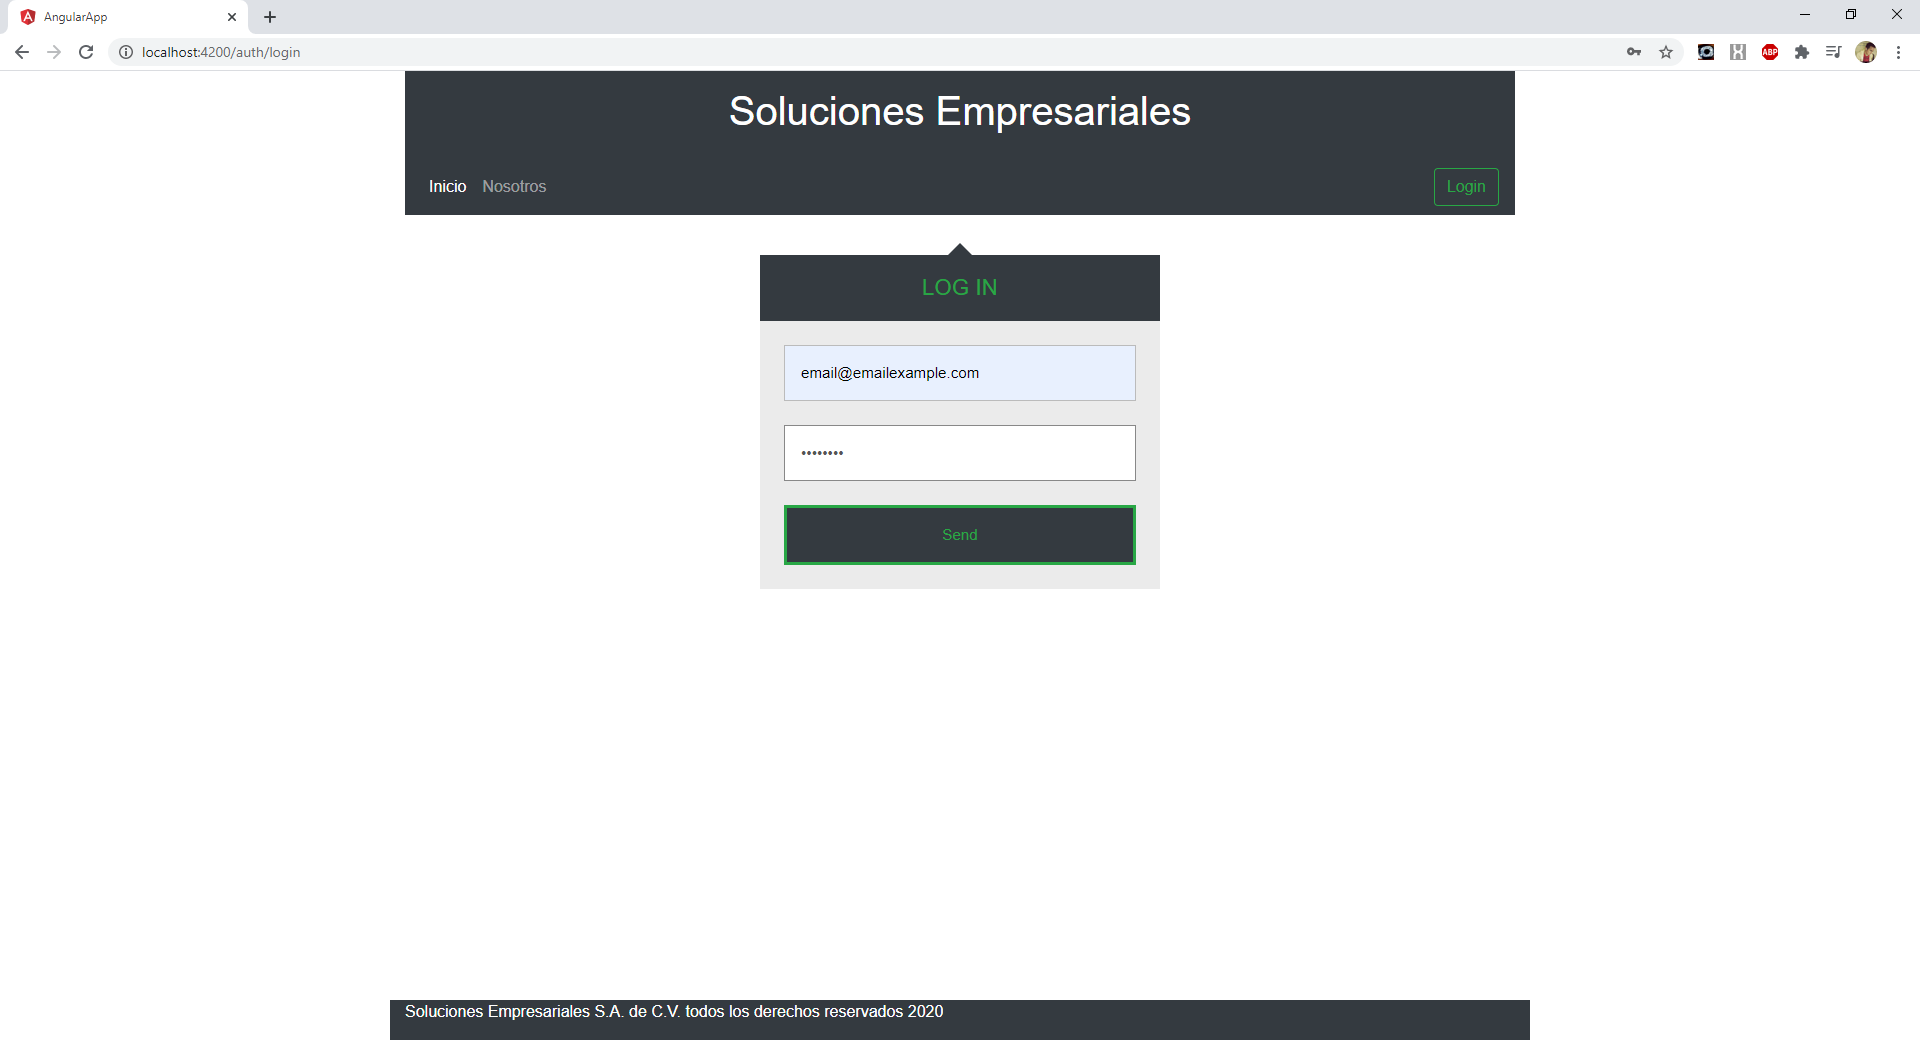 AngularApp
localhost:4200/auth/login
ABP
Soluciones Empresariales
Inicio Nosotros Login
LOG IN
email@emailexample.com
••••••••
Send
Soluciones Empresariales S.A. de C.V. todos los derechos reservados 2020